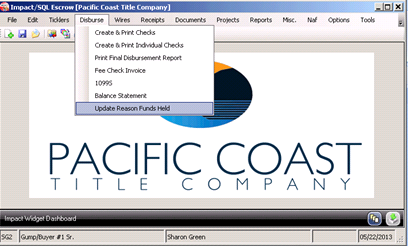 Impact/SQL Escrow [Pacific Coast Title Company]
File Edit Ticklers Disburse Wires Receipts Documents Projects Reports Misc. Naf Options Tools
Create & Print Checks
Create & Print Individual Checks
Print Final Disbursement Report
Fee Check Invoice
1099S
Balance Statement
Update Reason Funds Held
PACIFIC COAST
TITLE COMPANY
Impact Widget Dashboard
SG2 Gump/Buyer #1 Sr. Sharon Green 05/22/2013